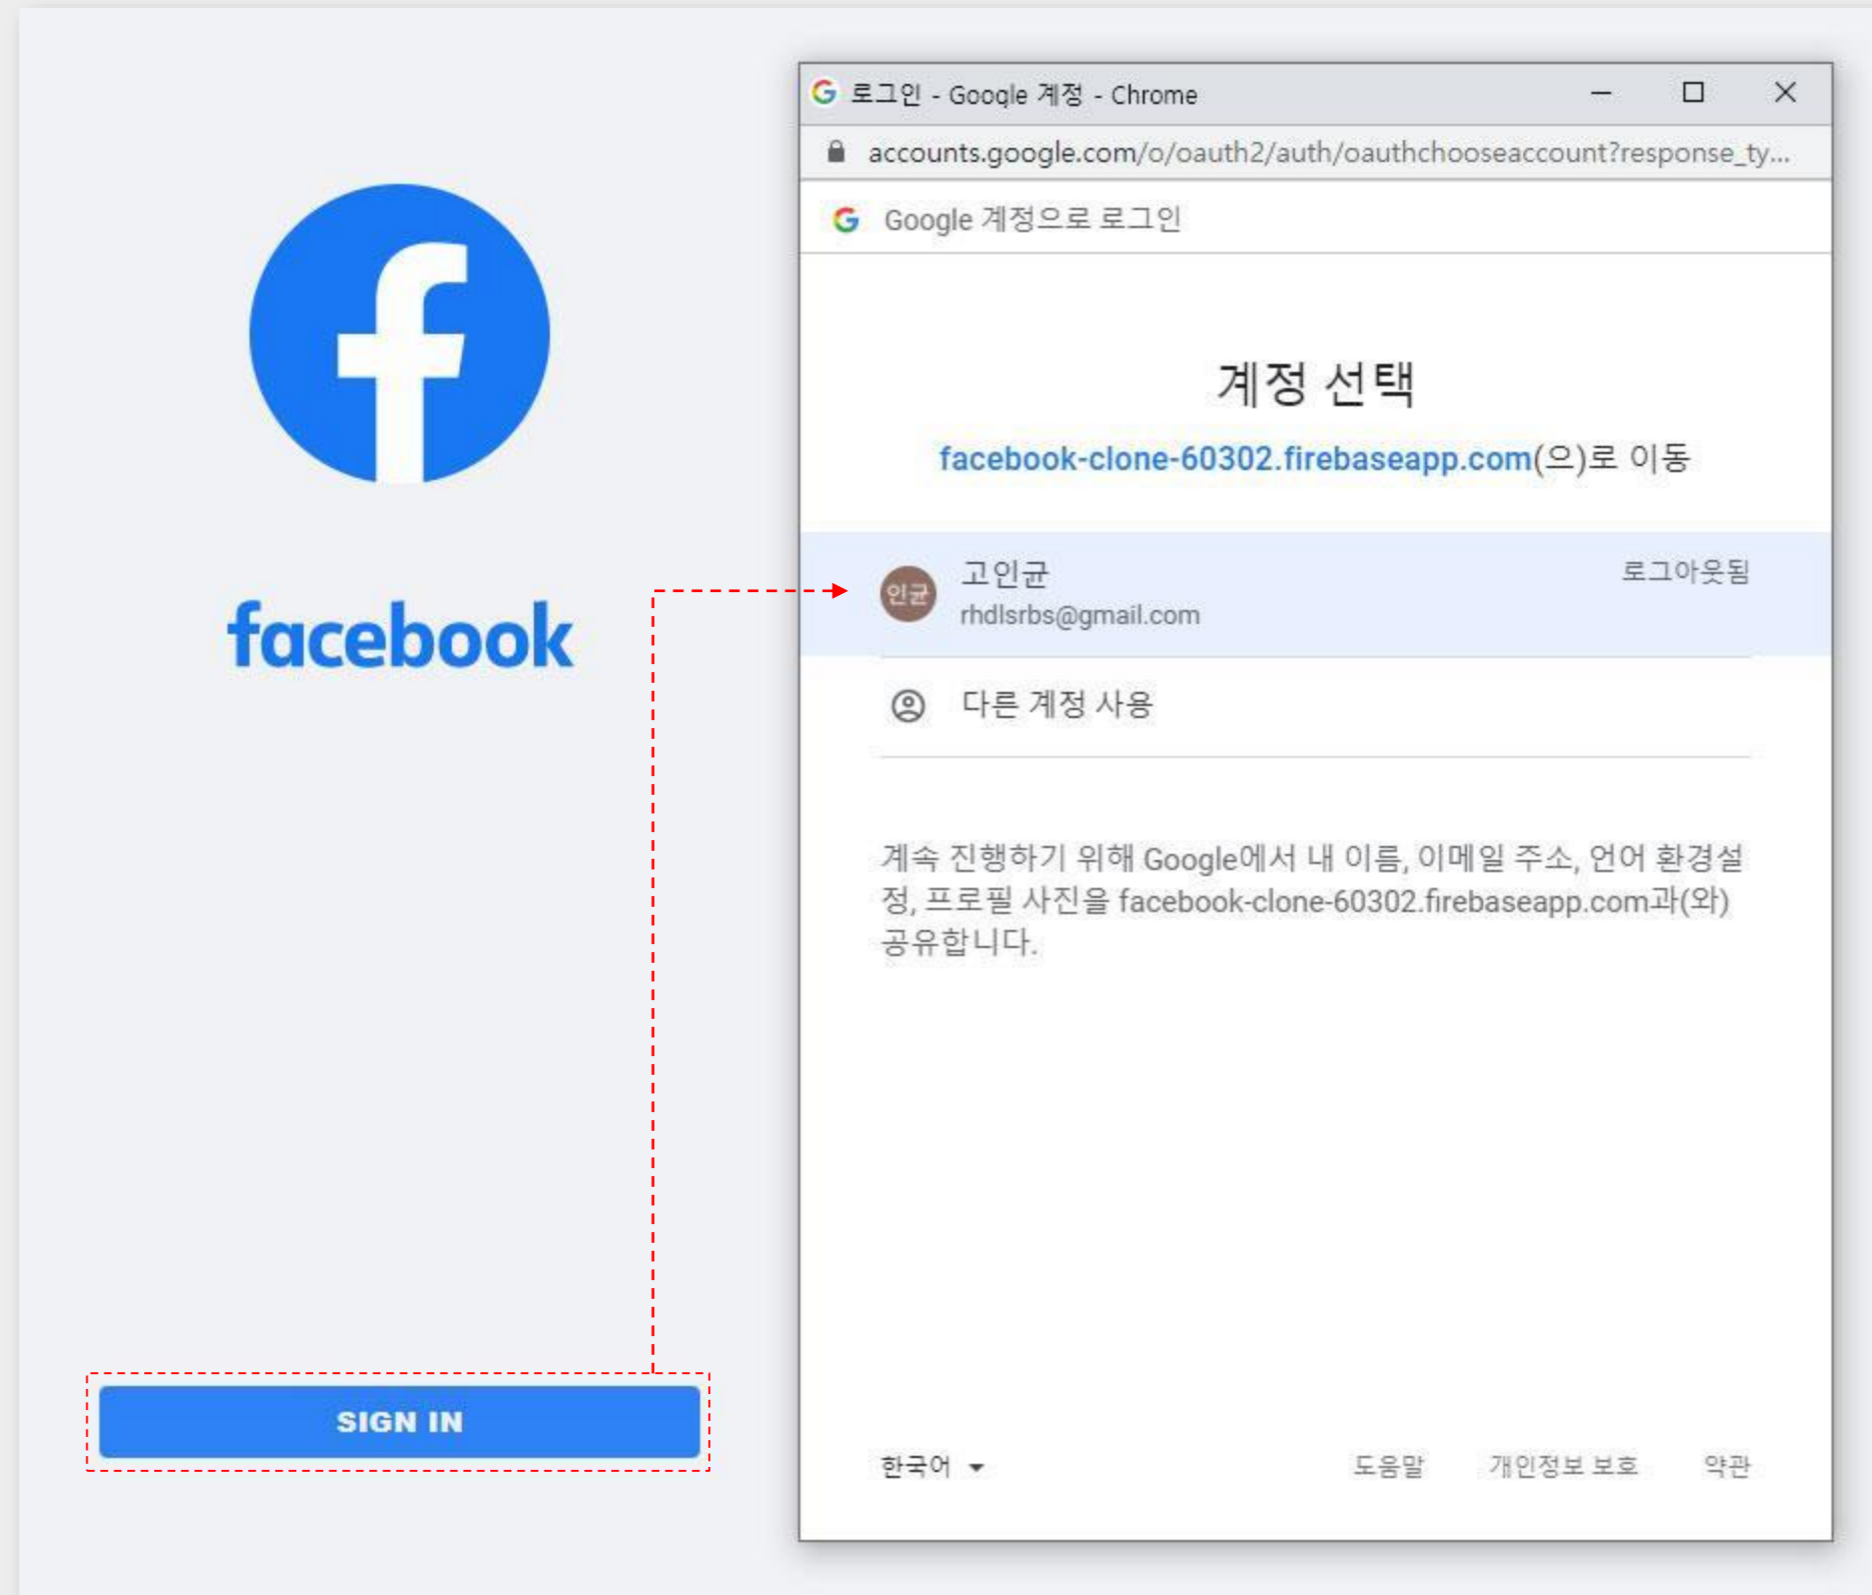 facebook
SIGN IN
로그인 - Google 계정 - Chrome
accounts.google.com/o/oauth2/auth/oauthchooseaccount?response_ty...
Google 계정으로 로그인
계정 선택
facebook-clone-60302.firebaseapp.com(으)로 이동
인균
고인균
로그아웃됨
rhdlsrbs@gmail.com
다른 계정 사용
계속 진행하기 위해 Google에서 내 이름, 이메일 주소, 언어 환경설
정, 프로필 사진을 facebook-clone-60302.firebaseapp.com과(와)
공유합니다.
한국어
도움말 개인정보 보호 약관